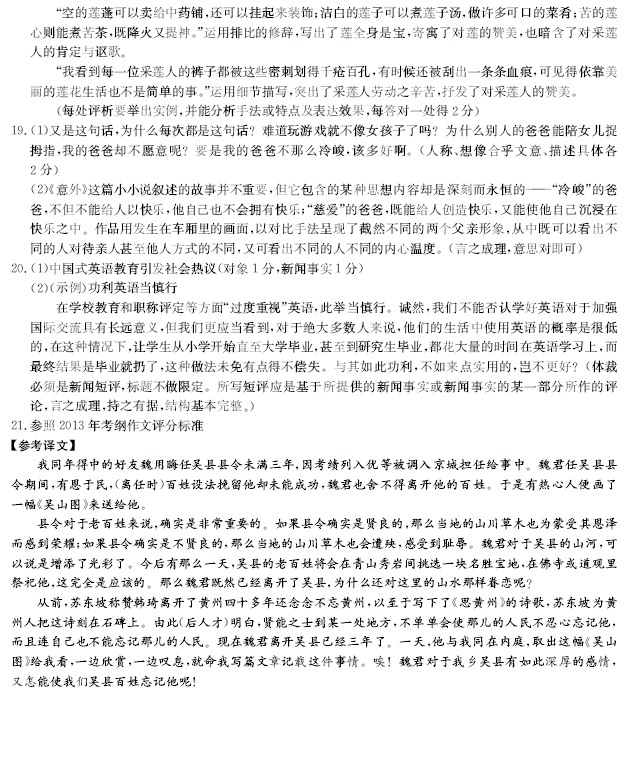 “空的莲蓬可以卖给中药铺,还可以挂起来装饰;洁白的莲子可以煮莲子汤,做许多可口的菜肴;苦的莲
心则能煮苦茶,既降火又提神。”运用排比的修辞,写出了莲全身是宝,寄寓了对莲的赞美,也暗含了对采莲
人的肯定与讴歌。
“我看到每一位采莲人的裤子都被这些密刺划得千疮百孔,有时候还被刮出一条条血痕,可见得依靠美
丽的莲花生活也不是简单的事。”运用细节描写,突出了采莲人劳动之辛苦,抒发了对采莲人的赞美。
(每处评析要举出实例,并能分析手法或特点及表达效果,每答对一处得2分)
19.(1)又是这句话,为什么每次都是这句话?难道玩游戏就不像女孩子了吗?为什么别人的爸爸能陪女儿捉
拇指,我的爸爸却不愿意呢?要是我的爸爸不那么冷峻,该多好啊。(人称、想像合乎文意、描述具体各
2分)
(2)《意外》这篇小小说叙述的故事并不重要,但它包含的某种思想内容却是深刻而永恒的——“冷峻”的爸
爸,不但不能给人以快乐,他自己也不会拥有快乐;“慈爱”的爸爸,既能给人创造快乐,又能使他自己沉浸在
快乐之中。作品用发生在车厢里的画面,以对比手法呈现了截然不同的两个父亲形象,从中既可以看出不
同的人对待亲人甚至他人方式的不同,又可看出不同的人不同的内心温度。(言之成理,意思对即可)
20.(1)中国式英语教育引发社会热议(对象1分,新闻事实1分)
(2)(示例)功利英语当慎行
在学校教育和职称评定等方面“过度重视”英语,此举当慎行。诚然,我们不能否认学好英语对于加强
国际交流具有长远意义,但我们更应当看到,对于绝大多数人来说,他们的生活中使用英语的概率是很低
的,在这种情况下,让学生从小学开始直至大学毕业,甚至到研究生毕业,都花大量的时间在英语学习上,而
最终结果是毕业就扔了,这种做法未免有点得不偿失。与其如此功利,不如来点实用的,岂不更好?(体裁
必须是新闻短评,标题不做限定。所写短评应是基于所提供的新闻事实或新闻事实的某一部分所作的评
论,言之成理,持之有据,结构基本完整。)
21.参照2013年考纲作文评分标准
【参考译文】
我同年得中的好友魏用晦任吴县县令未满三年,因考绩列入优等被调入京城担任给事中。魏君任吴县县
令期间,有恩于民,(离任时)百姓设法挽留他却未能成功,魏君也舍不得离开他的百姓。于是有热心人便画了
一幅《吴山图》来送给他。
县令对于老百姓来说,确实是非常重要的。如果县令确实是贤良的,那么当地的山川草木也为蒙受其恩泽
而感到荣耀;如果县令确实是不贤良的,那么当地的山川草木也会遭殃,感受到耻辱。魏君对于吴县的山河,可
以说是增添了光彩了。今后有那么一天,吴县的老百姓将会在青山秀岩间挑选一块名胜宝地,在佛寺或道观里
祭祀他,这完全是应该的。那么魏君既然已经离开了吴县,为什么还对这里的山水那样眷恋呢?
从前,苏东坡称赞韩琦离开了黄州四十多年还念念不忘黄州,以至于写下了《思黄州》的诗歌,苏东坡为黄
州人把这诗刻在石碑上。由此(后人才)明白,贤能之士到某一处地方,不单单会使那儿的人民不忍心忘记他,
而且连自己也不能忘记那儿的人民。现在魏君离开吴县已经三年了。一天,他与我同在内庭,取出这幅《吴山
图》给我看,一边欣赏,一边叹息,就命我写篇文章记载这件事情。唉!魏君对于我乡吴县有如此深厚的感情,
又怎能使我们吴县百姓忘记他呢!